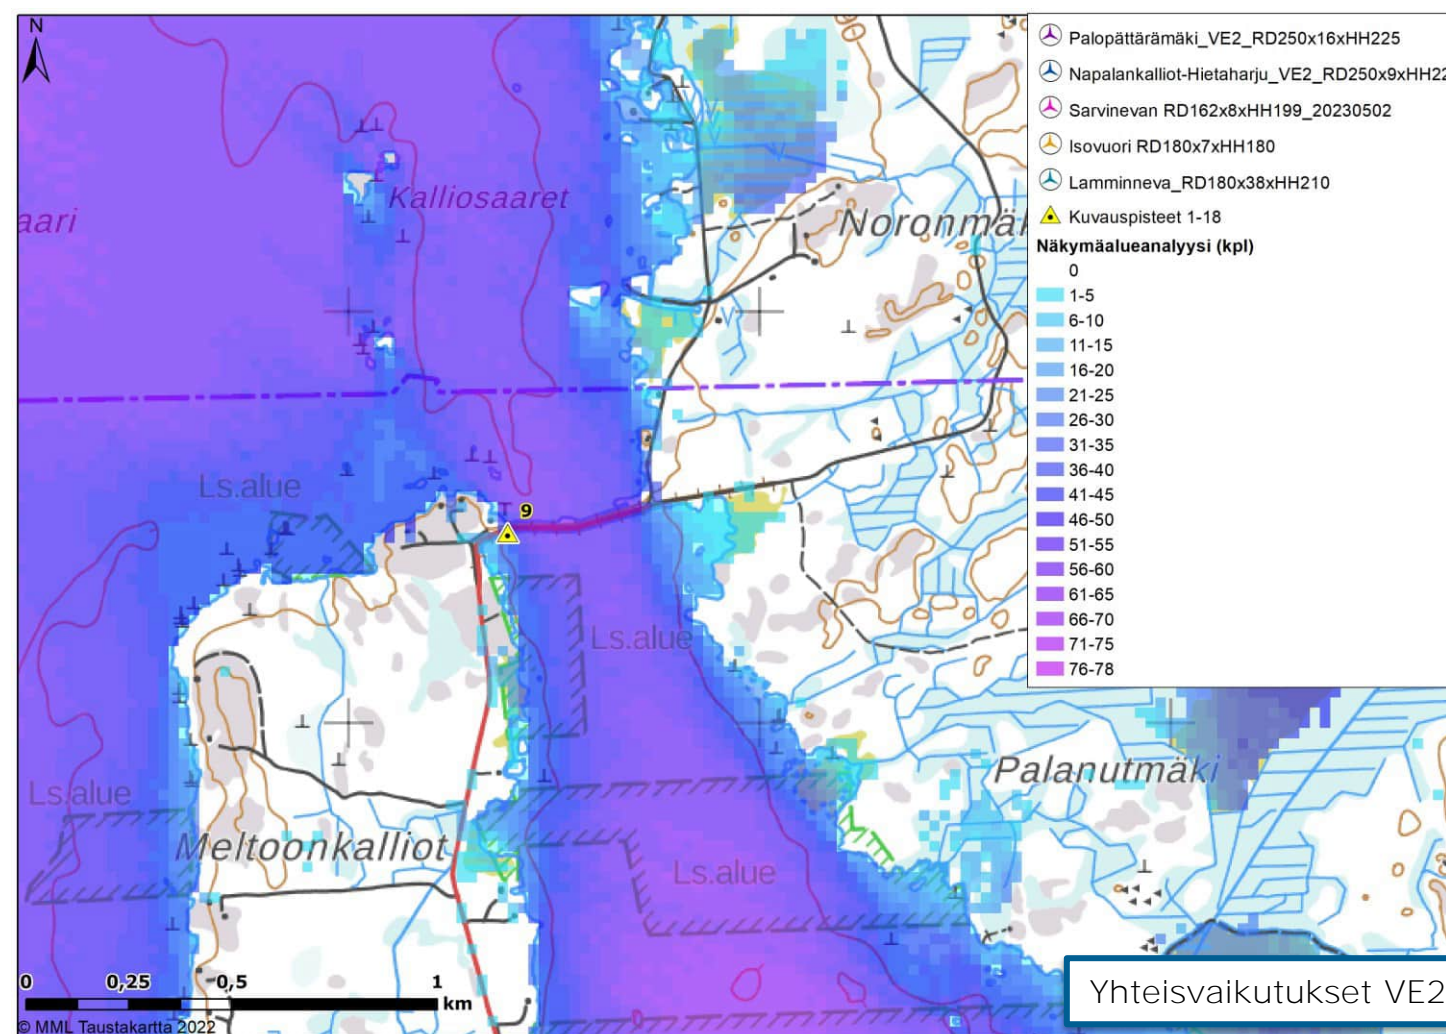 N
Kalliosaaret
aari
Noronmäk
Ls.alue
9
Ls.alue
Palanutmäki
Ls.alue
Meltoonkalliot
Ls.alue
0 0,25 0,5 1
km
© MML Taustakartta 2022
Palopättärämäki_VE2_RD250x16xHH225
Napalankalliot-Hietaharju_VE2_RD250x9xHH22
Sarvinevan RD162x8xHH199_20230502
Isovuori RD180x7xHH180
Lamminneva_RD180x38xHH210
Kuvauspisteet 1-18
Näkymäalueanalyysi (kpl)
0
1-5
6-10
11-15
16-20
21-25
26-30
31-35
36-40
41-45
46-50
51-55
56-60
61-65
66-70
71-75
76-78
Yhteisvaikutukset VE2